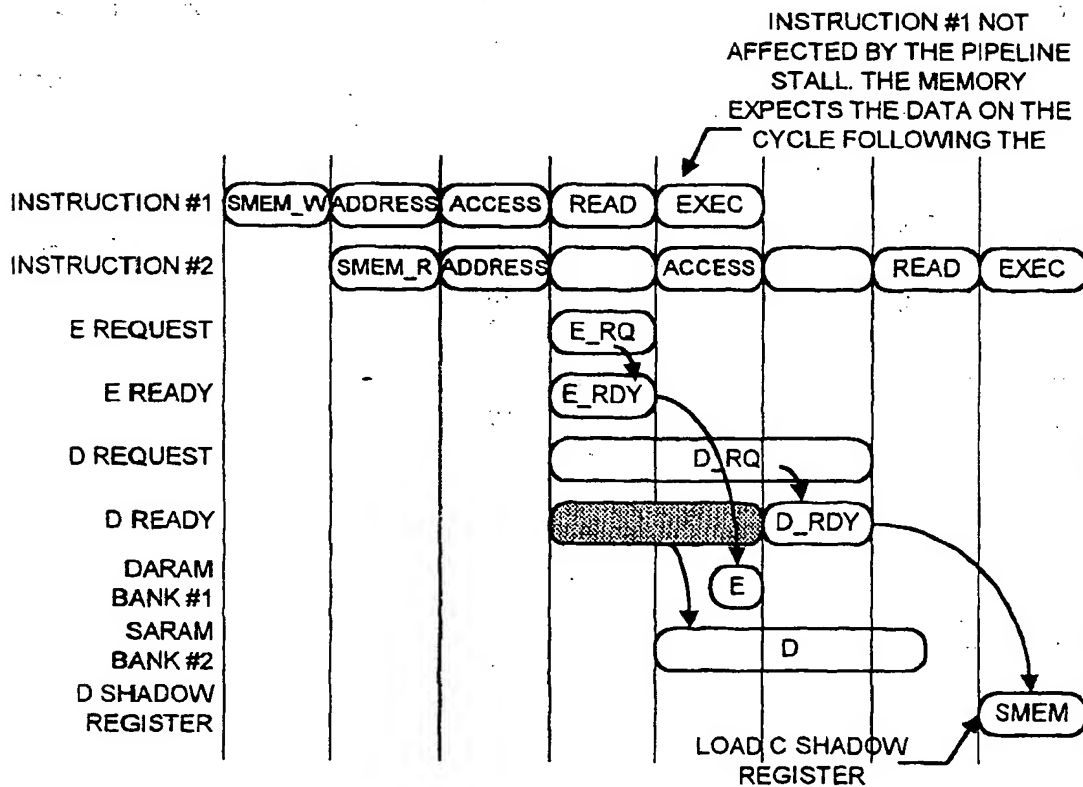 INSTRUCTION #1 NOT
AFFECTED BY THE PIPELINE
STALL. THE MEMORY
EXPECTS THE DATA ON THE
CYCLE FOLLOWING THE
INSTRUCTION #1 SMEM_W ADDRESS ACCESS READ EXEC
INSTRUCTION #2 SMEM_R ADDRESS ACCESS READ EXEC
E REQUEST E_RQ
E READY E_RDY
D REQUEST D_RQ
D READY D_RDY
DARAM
BANK #1 E
SARAM
BANK #2 D
D SHADOW
REGISTER SMEM
LOAD C SHADOW
REGISTER